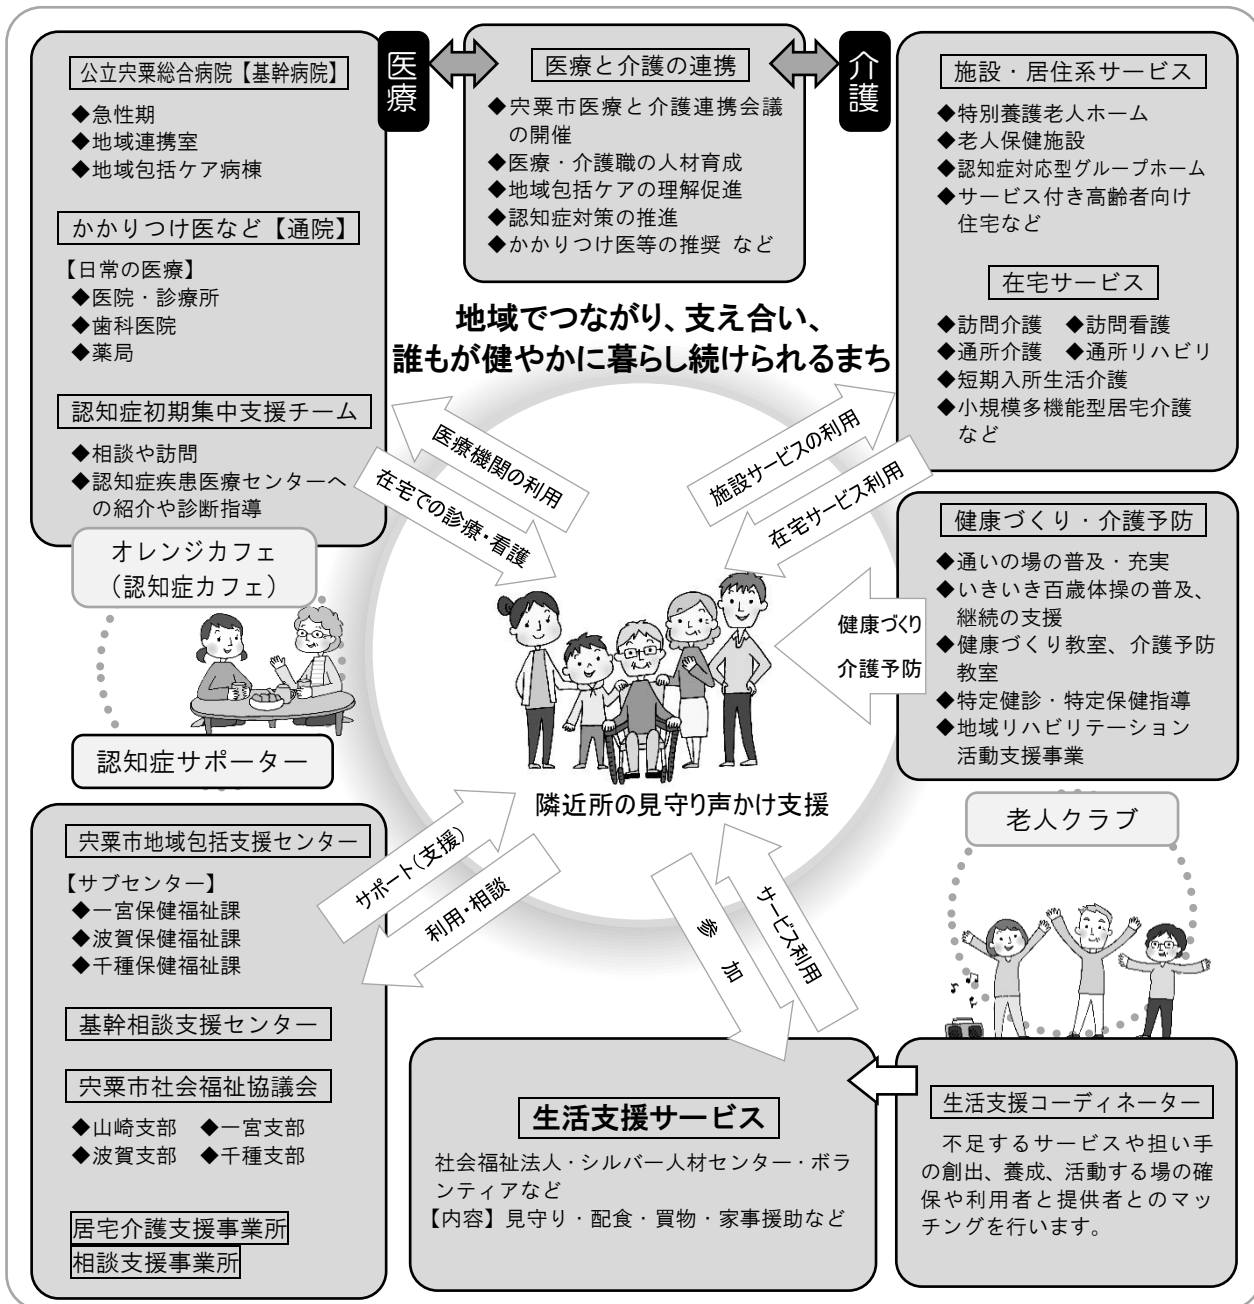 医療
公立宍粟総合病院【基幹病院】
◆急性期
◆地域連携室
◆地域包括ケア病棟
かかりつけ医など【通院】
【日常の医療】
◆医院・診療所
◆歯科医院
◆薬局
認知症初期集中支援チーム
◆相談や訪問
◆認知症疾患医療センターへ
の紹介や診断指導
医療と介護の連携
◆宍粟市医療と介護連携会議
の開催
◆医療・介護職の人材育成
◆地域包括ケアの理解促進
◆認知症対策の推進
◆かかりつけ医等の推奨 など
介護
施設・居住系サービス
◆特別養護老人ホーム
◆老人保健施設
◆認知症対応型グループホーム
◆サービス付き高齢者向け
住宅など
在宅サービス
◆訪問介護 ◆訪問看護
◆通所介護 ◆通所リハビリ
◆短期入所生活介護
◆小規模多機能型居宅介護
など
地域でつながり、支え合い、
誰もが健やかに暮らし続けられるまち
医療機関の利用
在宅での診療・看護
施設サービスの利用
在宅サービス利用
オレンジカフェ
（認知症カフェ）
認知症サポーター
健康づくり
介護予防
健康づくり・介護予防
◆通いの場の普及・充実
◆いきいき百歳体操の普及、
継続の支援
◆健康づくり教室、介護予防
教室
◆特定健診・特定保健指導
◆地域リハビリテーション
活動支援事業
隣近所の見守り声かけ支援
老人クラブ
サポート(支援)
利用・相談
参加
サービス利用
宍粟市地域包括支援センター
【サブセンター】
◆一宮保健福祉課
◆波賀保健福祉課
◆千種保健福祉課
基幹相談支援センター
宍粟市社会福祉協議会
◆山崎支部 ◆一宮支部
◆波賀支部 ◆千種支部
居宅介護支援事業所
相談支援事業所
生活支援サービス
社会福祉法人・シルバー人材センター・ボラ
ンティアなど
【内容】見守り・配食・買物・家事援助など
生活支援コーディネーター
不足するサービスや担い手
の創出、養成、活動する場の確
保や利用者と提供者とのマッ
チングを行います。